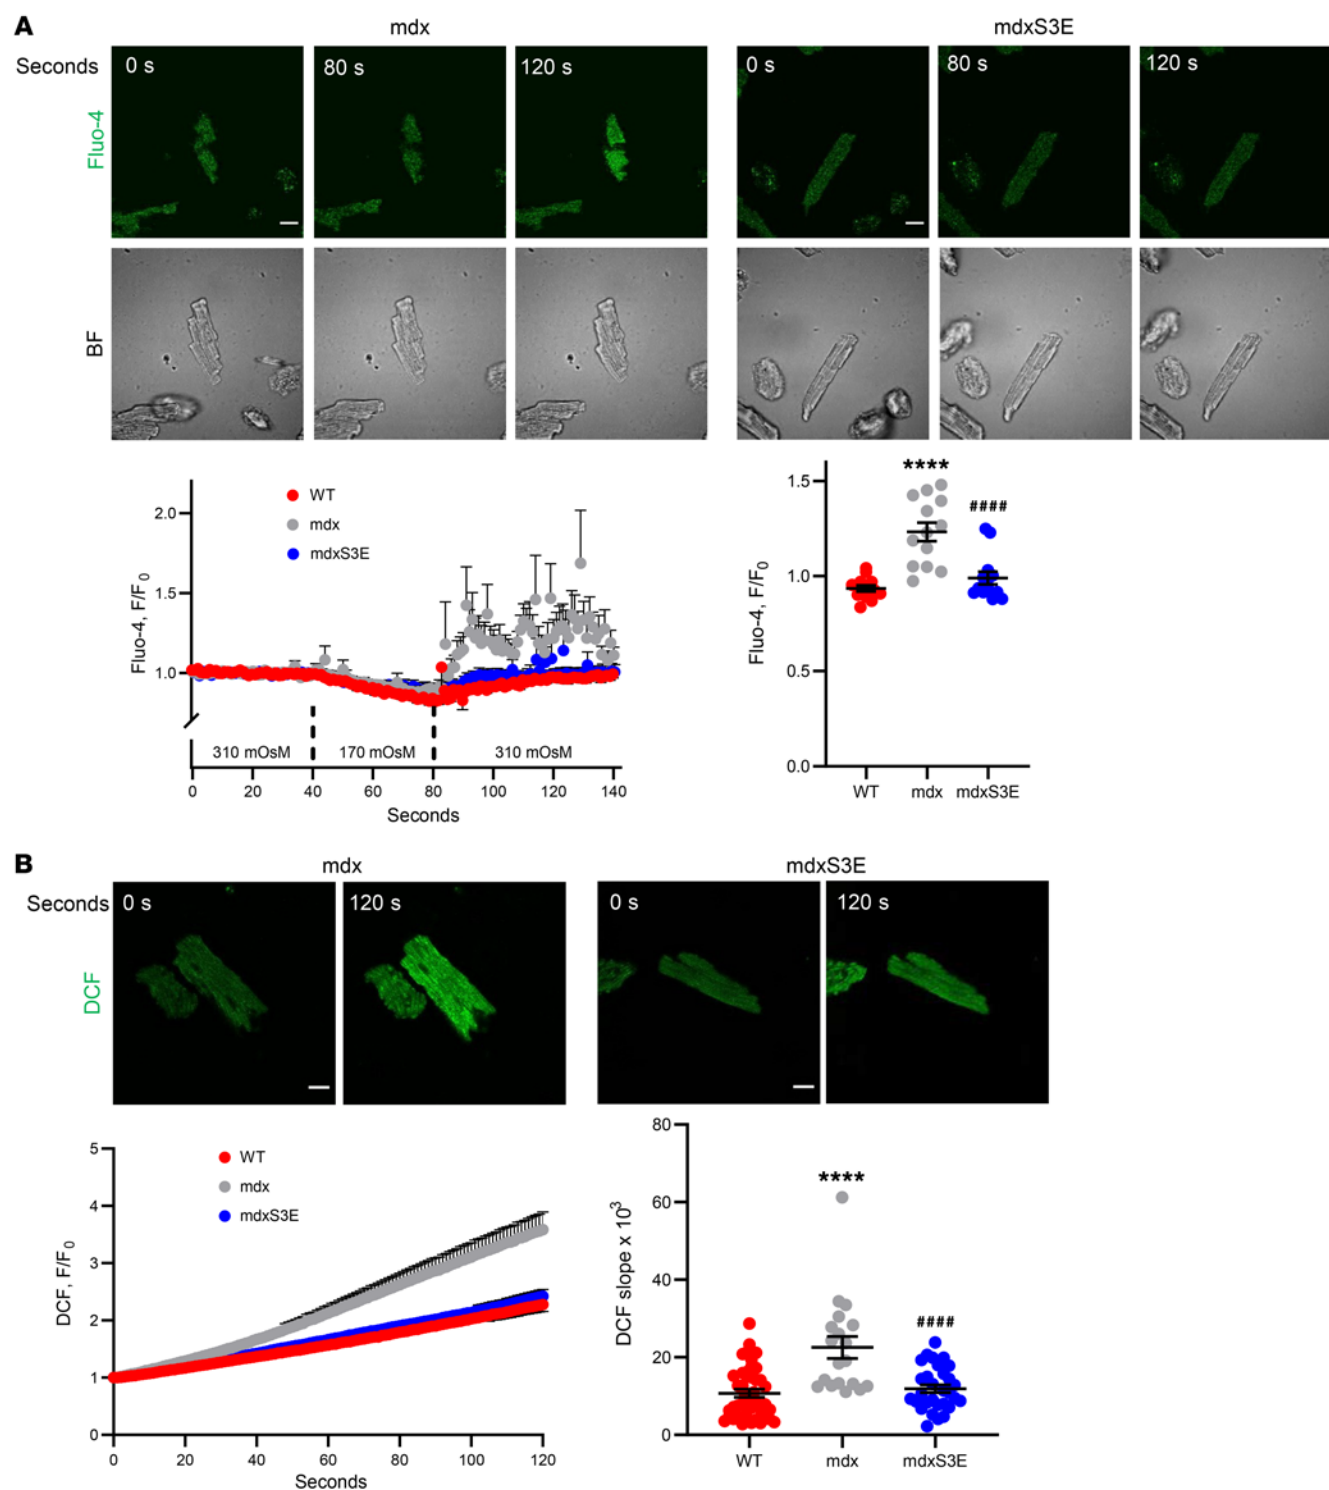 A
mdx
mdxS3E
Seconds
0 s
80 s
120 s
0 s
80 s
120 s
Fluo-4
BF
WT
mdx
mdxS3E
Fluo-4, F/F0
2.0
1.5
1.0
310 mOsM
170 mOsM
310 mOsM
0 20 40 60 80 100 120 140
Seconds
****
####
Fluo-4, F/F0
1.5
1.0
0.5
0.0
WT mdx mdxS3E
B
mdx
mdxS3E
Seconds
0 s
120 s
0 s
120 s
DCF
WT
mdx
mdxS3E
DCF, F/F0
5
4
3
2
1
0
0 20 40 60 80 100 120
Seconds
****
####
DCF slope x 10³
80
60
40
20
0
WT mdx mdxS3E